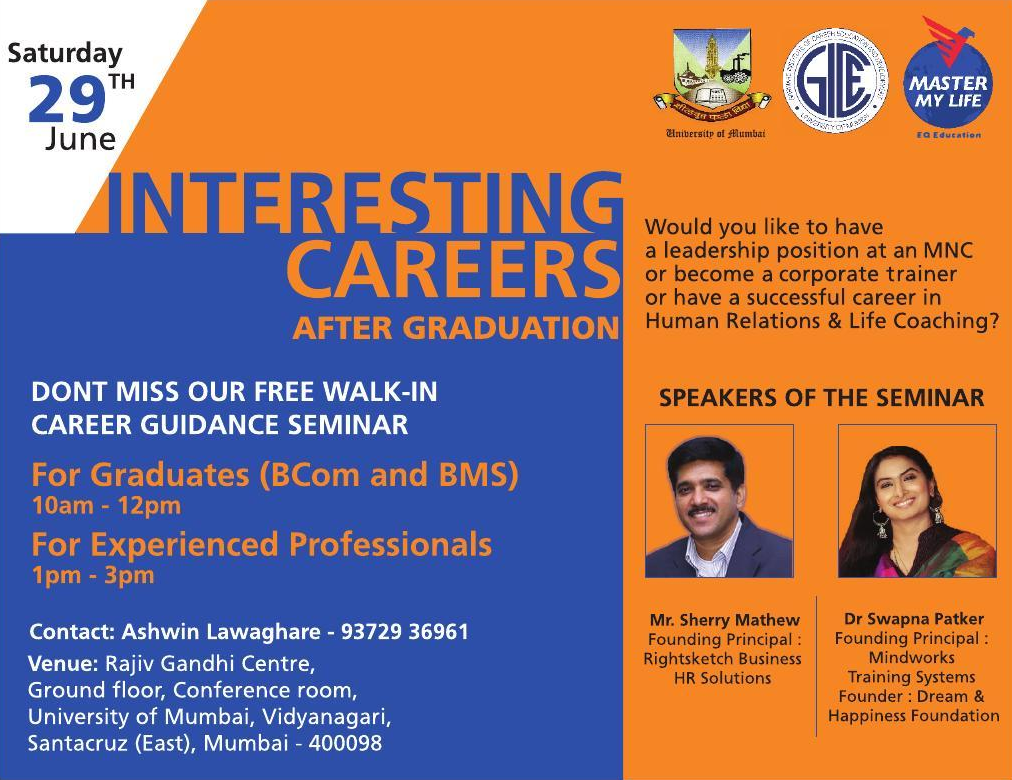 Saturday
29TH
June
University of Mumbai
GICE
MASTER
MY LIFE
EQ Education
INTERESTING
CAREERS
AFTER GRADUATION
Would you like to have
a leadership position at an MNC
or become a corporate trainer
or have a successful career in
Human Relations & Life Coaching?
DONT MISS OUR FREE WALK-IN
CAREER GUIDANCE SEMINAR
For Graduates (BCom and BMS)
10am - 12pm
For Experienced Professionals
1pm - 3pm
Contact: Ashwin Lawaghare - 93729 36961
Venue: Rajiv Gandhi Centre,
Ground floor, Conference room,
University of Mumbai, Vidyanagari,
Santacruz (East), Mumbai - 400098
SPEAKERS OF THE SEMINAR
Mr. Sherry Mathew
Founding Principal :
Rightsketch Business
HR Solutions
Dr Swapna Patker
Founding Principal :
Mindworks
Training Systems
Founder : Dream &
Happiness Foundation